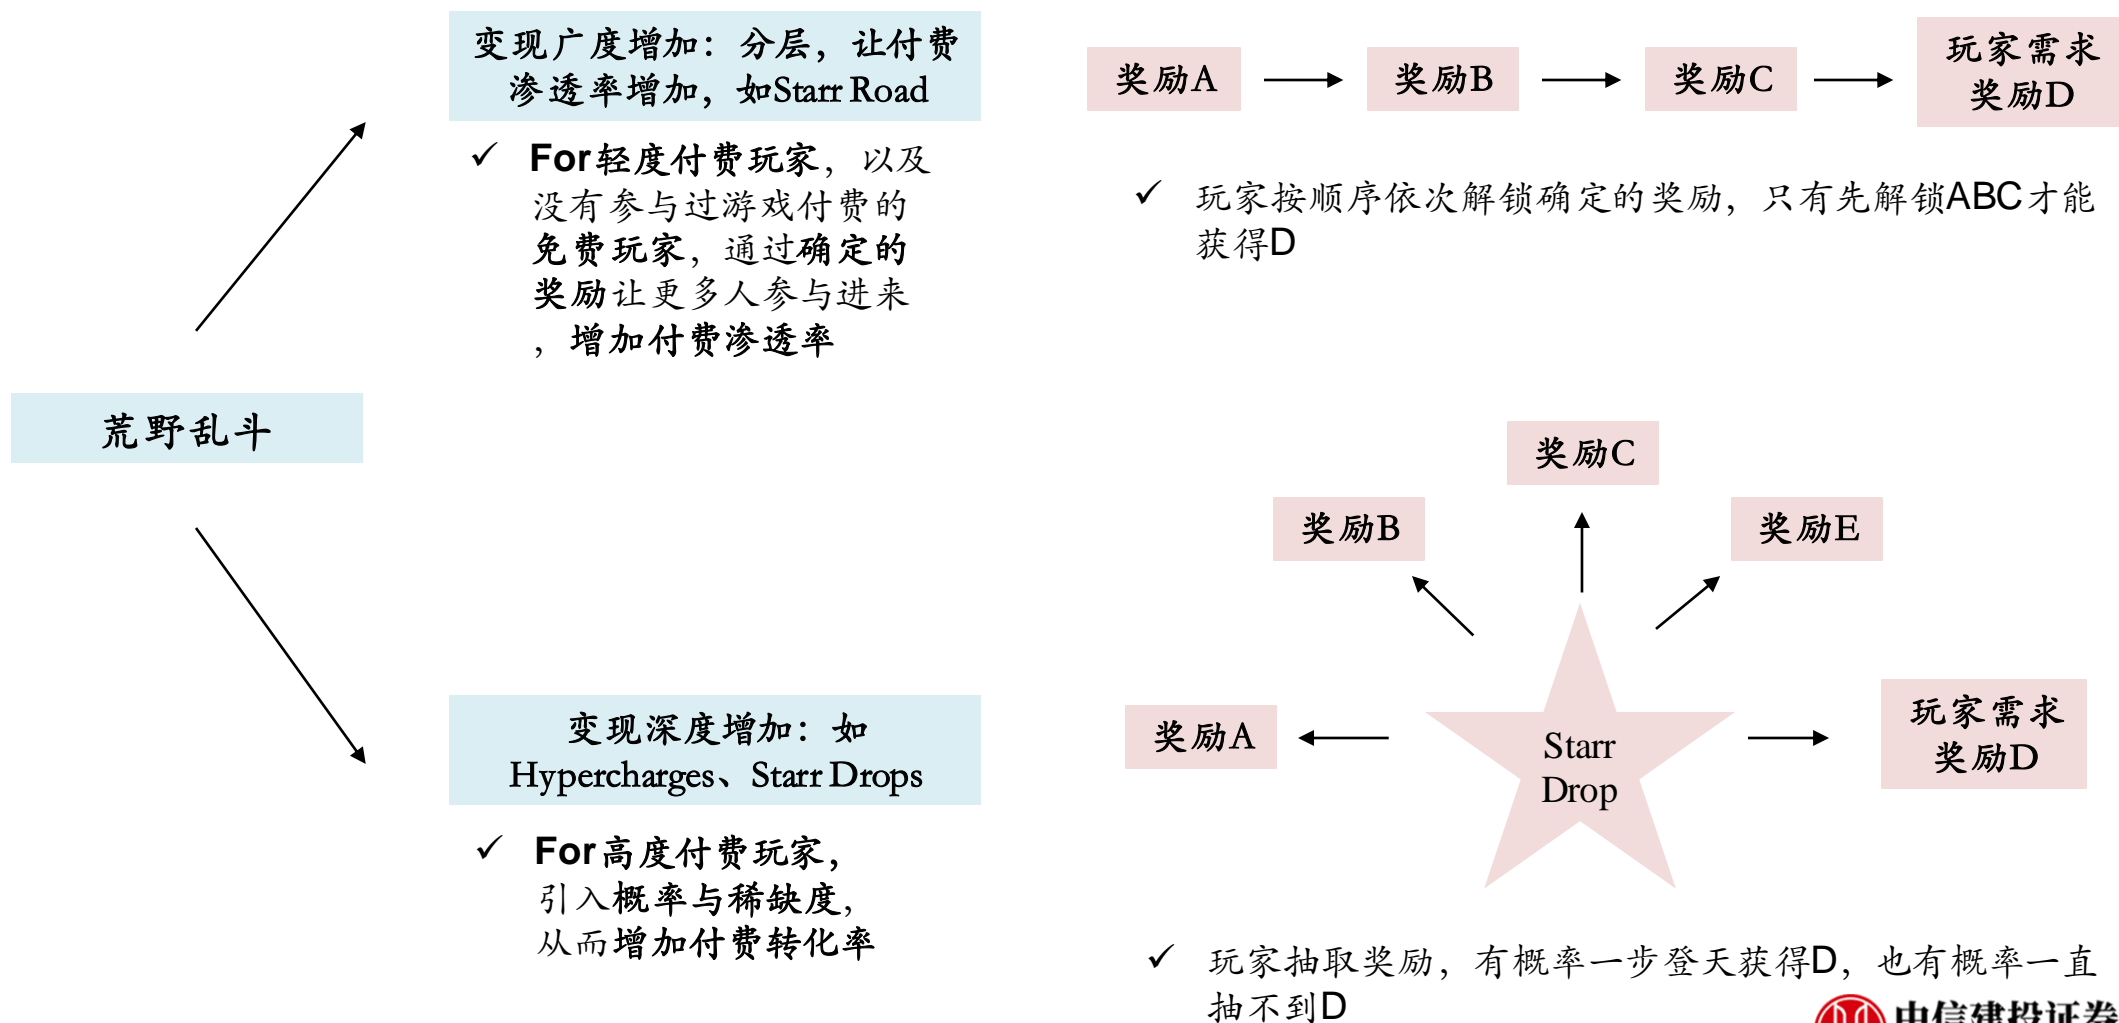 变现广度增加：分层，让付费
渗透率增加，如Starr Road
✓ For轻度付费玩家，以及
没有参与过游戏付费的
免费玩家，通过确定的
奖励让更多人参与进来
，增加付费渗透率
奖励A
奖励B
奖励C
玩家需求
奖励D
✓ 玩家按顺序依次解锁确定的奖励，只有先解锁ABC才能
获得D
荒野乱斗
变现深度增加：如
Hypercharges、Starr Drops
✓ For高度付费玩家，
引入概率与稀缺度，
从而增加付费转化率
奖励C
奖励B
奖励E
奖励A
Starr
Drop
玩家需求
奖励D
✓ 玩家抽取奖励，有概率一步登天获得D，也有概率一直
抽不到D
中信建投证券